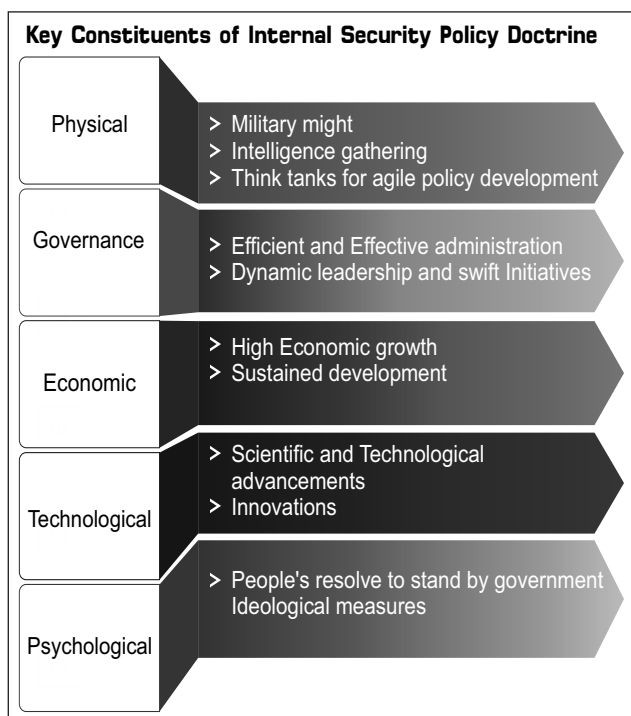 Key Constituents of Internal Security Policy Doctrine
Physical
> Military might
> Intelligence gathering
> Think tanks for agile policy development
Governance
> Efficient and Effective administration
> Dynamic leadership and swift Initiatives
Economic
> High Economic growth
> Sustained development
Technological
> Scientific and Technological
advancements
> Innovations
Psychological
> People's resolve to stand by government
Ideological measures